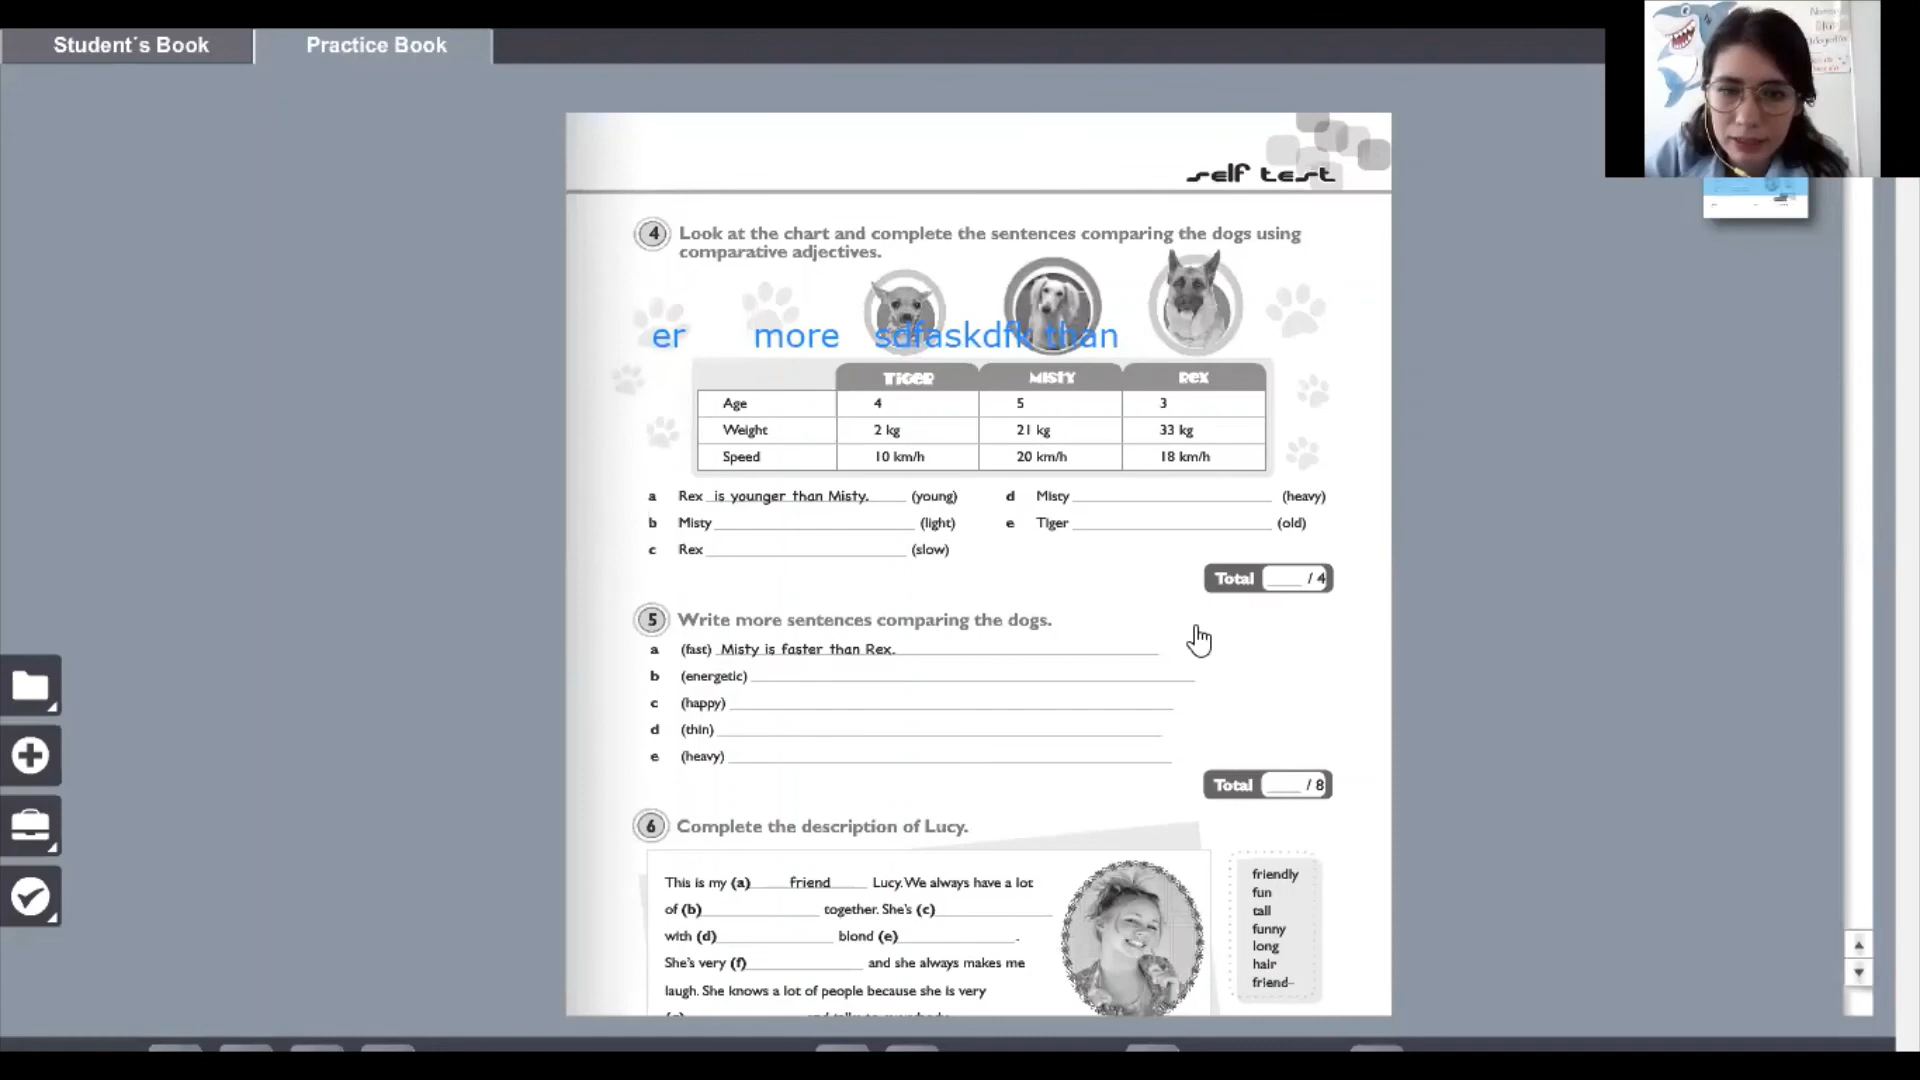 Student´s Book
Practice Book
self test
4 Look at the chart and complete the sentences comparing the dogs using
comparative adjectives.
er more sdfaskdfk than
TIGER MISTY REX
Age 4 5 3
Weight 2 kg 21 kg 33 kg
Speed 10 km/h 20 km/h 18 km/h
a Rex is younger than Misty. (young)
b Misty (light)
c Rex (slow)
d Misty (heavy)
e Tiger (old)
Total / 4
5 Write more sentences comparing the dogs.
a (fast) Misty is faster than Rex.
b (energetic)
c (happy)
d (thin)
e (heavy)
Total / 8
6 Complete the description of Lucy.
This is my (a) friend Lucy. We always have a lot
of (b) together. She's (c)
with (d) blond (e) .
She's very (f) and she always makes me
laugh. She knows a lot of people because she is very
friendly
fun
tall
funny
long
hair
friend